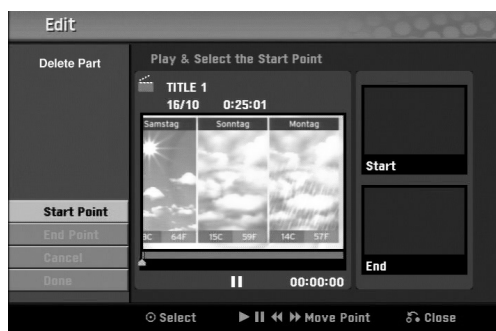 Edit
Delete Part
Play & Select the Start Point
TITLE 1
16/10 0:25:01
Samstag Sonntag Montag
3C 64F 15C 59F 14C 57F
Start
Start Point
End Point
Cancel
Done
00:00:00
End
Select Move Point Close